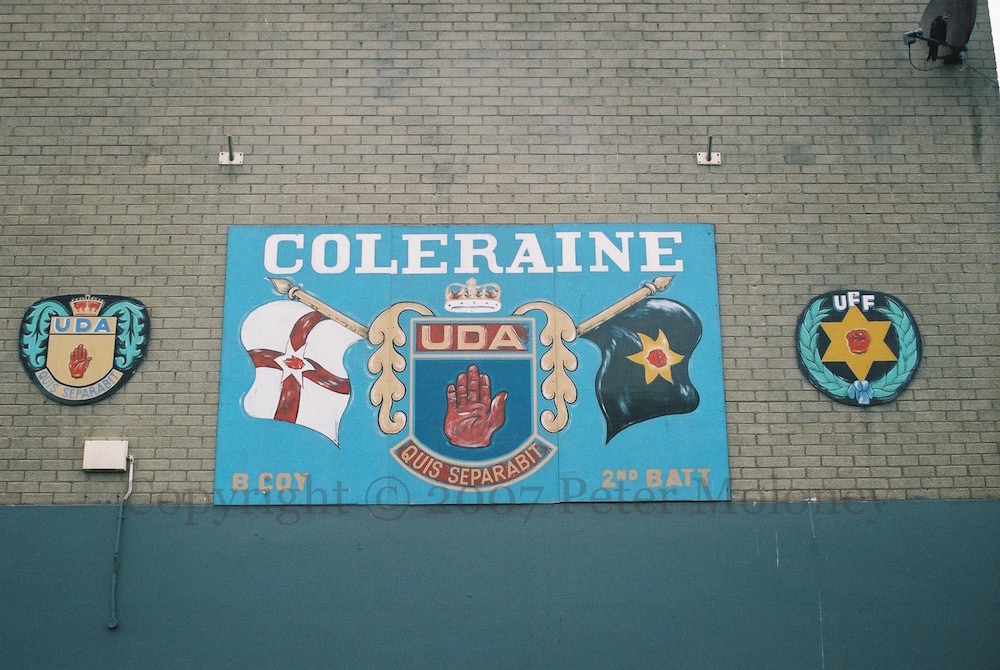 COLERAINE
UDA
QUIS SEPARABIT
UDA
QUIS SEPARABIT
B COY
2ND BATT
UFF
Copyright © 2007 Peter Moloney